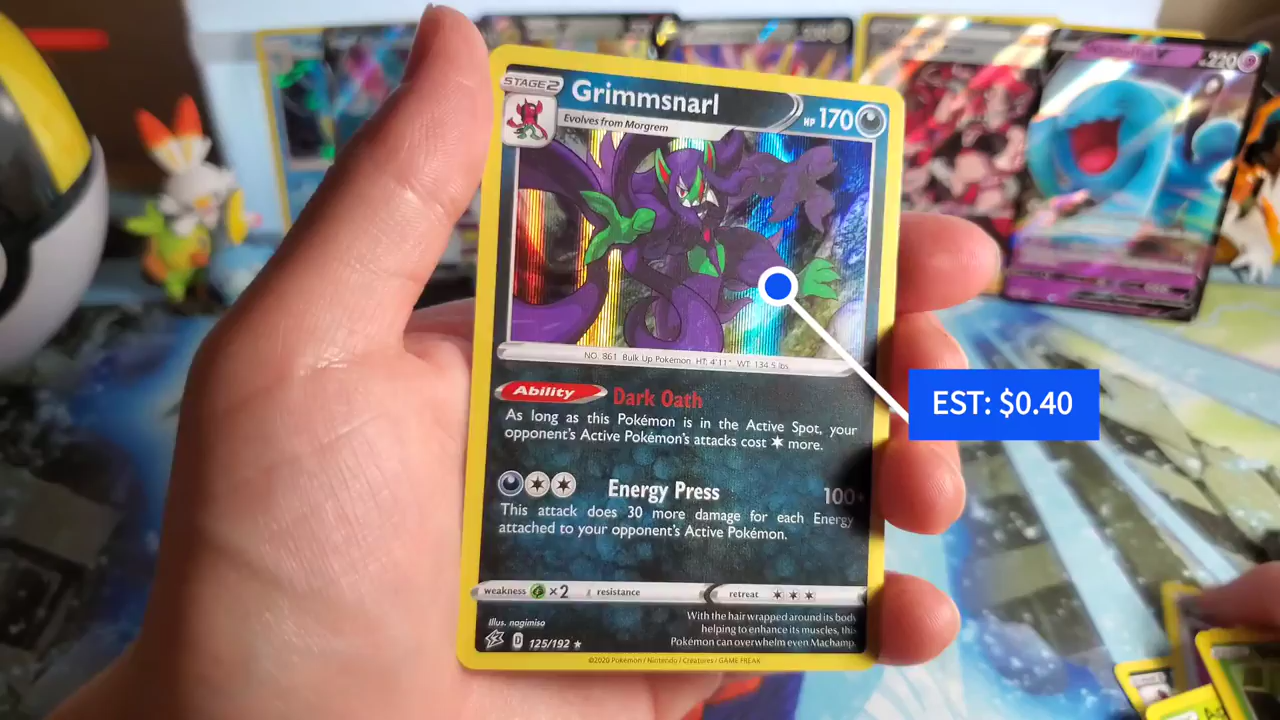 STAGE 2
Grimmsnarl
HP 170
Evolves from Morgrem
NO. 861 Bulk Up Pokémon HT: 4'11" WT: 134.5 lbs
Ability Dark Oath
As long as this Pokémon is in the Active Spot, your
opponent's Active Pokémon's attacks cost more.
Energy Press 100+
This attack does 30 more damage for each Energy
attached to your opponent's Active Pokémon.
weakness ×2 resistance retreat
With the hair wrapped around its body
helping to enhance its muscles, this
Pokémon can overwhelm even Machamp.
Illus. nagimiso
D 125/192 ★
©2020 Pokémon / Nintendo / Creatures / GAME FREAK
EST: $0.40
220